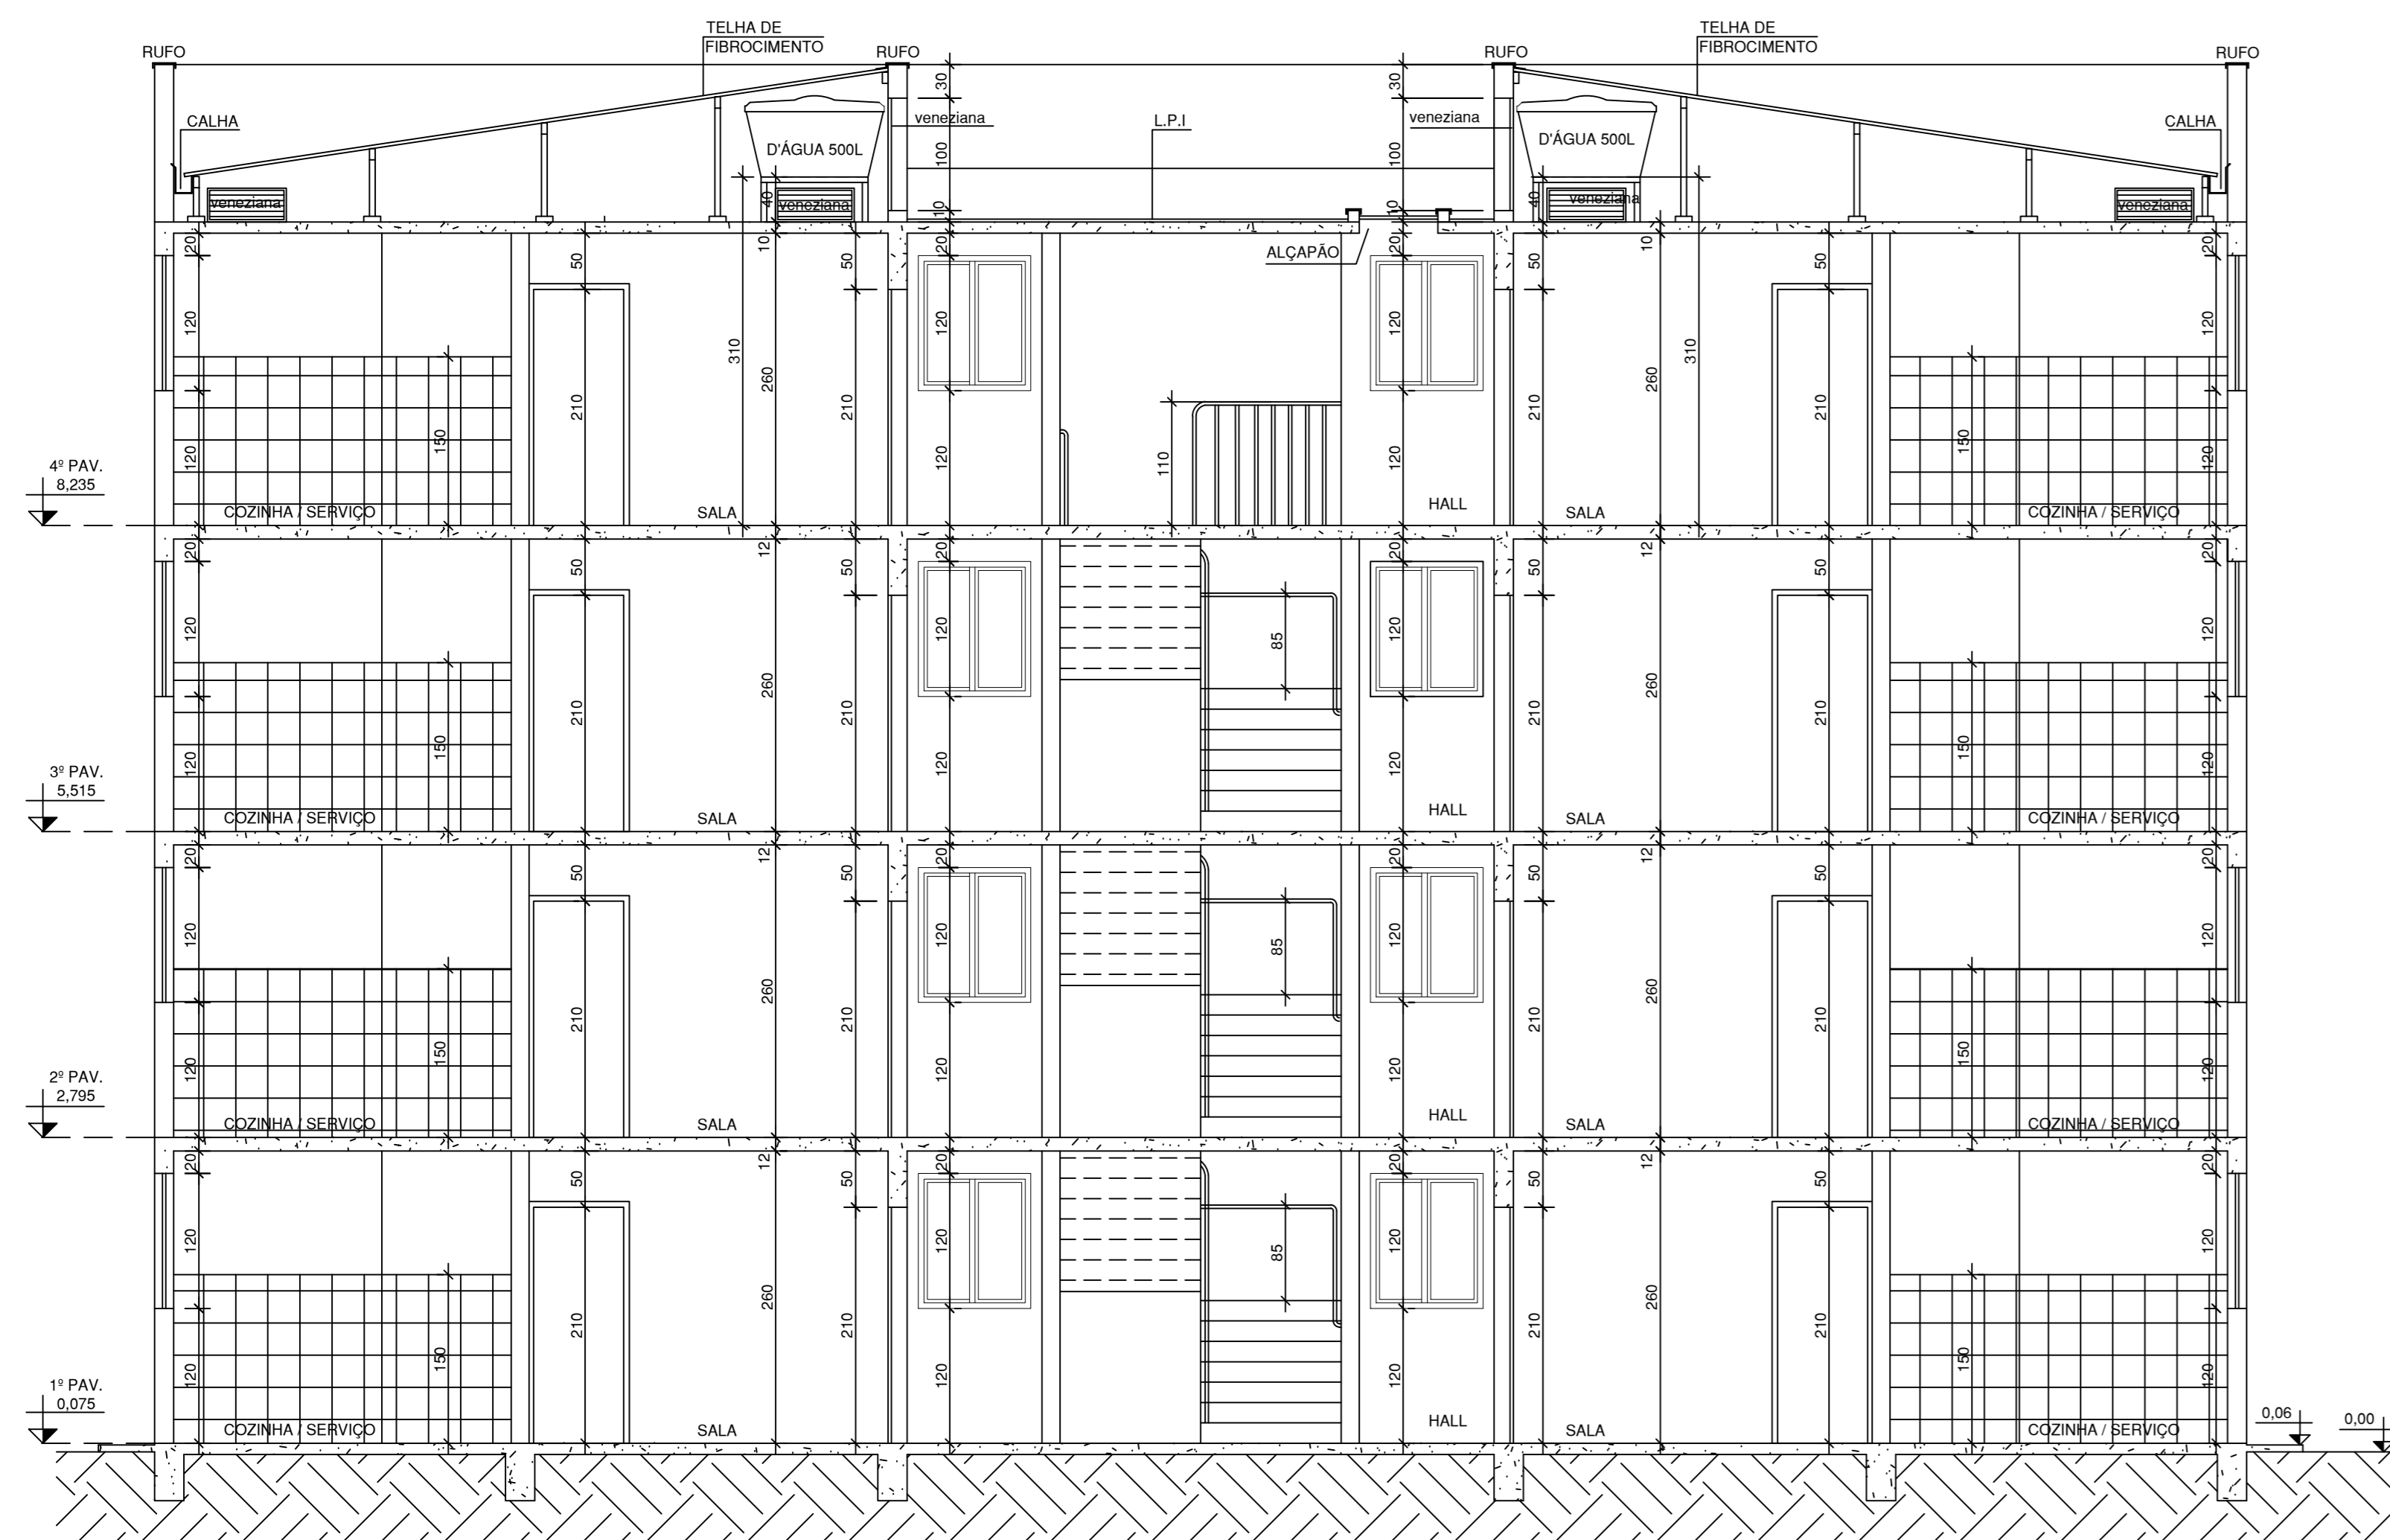 TELHA DE
FIBROCIMENTO
TELHA DE
FIBROCIMENTO
RUFO
RUFO
RUFO
RUFO
30
30
CALHA
veneziana
L.P.I
veneziana
CALHA
D'ÁGUA 500L
D'ÁGUA 500L
100
100
veneziana
40
veneziana
10
10
40
veneziana
veneziana
20
50
10
50
20
ALÇAPÃO
20
50
10
50
20
120
310
120
120
310
120
210
260
210
260
210
210
120
150
120
110
120
150
120
4º PAV.
8,235
COZINHA / SERVIÇO
SALA
HALL
SALA
COZINHA / SERVIÇO
20
50
12
50
20
20
50
12
50
20
120
120
85
120
120
210
260
210
210
260
210
120
150
120
120
150
120
3º PAV.
5,515
COZINHA / SERVIÇO
SALA
HALL
SALA
COZINHA / SERVIÇO
20
50
12
50
20
20
50
12
50
20
120
120
85
120
120
210
260
210
210
260
210
120
150
120
120
150
120
2º PAV.
2,795
COZINHA / SERVIÇO
SALA
HALL
SALA
COZINHA / SERVIÇO
20
50
12
50
20
20
50
12
50
20
120
120
85
120
120
210
260
210
210
260
210
120
150
120
120
150
120
1º PAV.
0,075
COZINHA / SERVIÇO
SALA
HALL
SALA
COZINHA / SERVIÇO
0,06
0,00